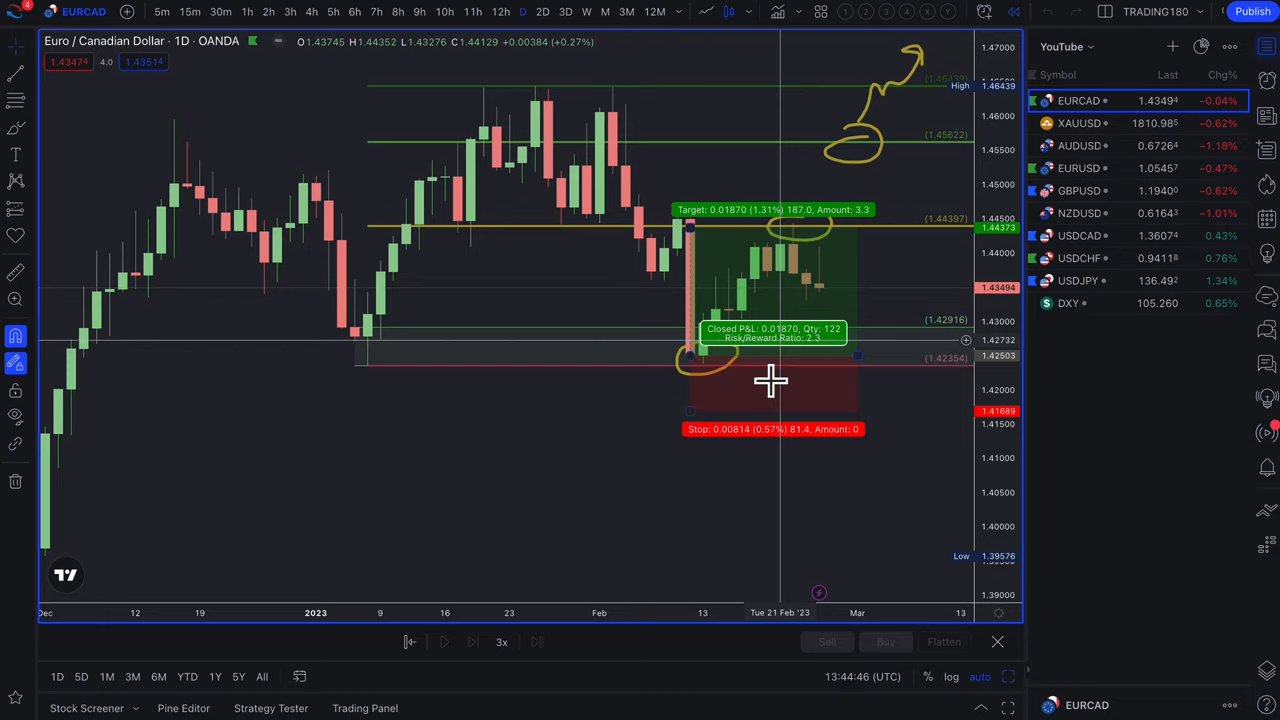 4
EURCAD
5m 15m 30m 1h 2h 3h 4h 5h 6h 7h 8h 9h 10h 11h 12h D 2D 3D W M 3M 12M
TRADING180
Publish
Euro / Canadian Dollar · 1D · OANDA
O1.43745 H1.44352 L1.43276 C1.44129 +0.00384 (+0.27%)
1.43474 4.0 1.43514
1.47000
(1.46439)
High 1.46439
1.46000
(1.45622)
1.45500
1.45000
Target: 0.01870 (1.31%) 187.0, Amount: 3.3
(1.44397)
1.44500
1.44373
1.44000
1.43494
(1.42916)
1.43000
Closed P&L: 0.01870, Qty: 122
Risk/Reward Ratio: 2.3
1.42732
(1.42354)
1.42503
1.42000
1.41689
1.41500
Stop: 0.00814 (0.57%) 81.4, Amount: 0
1.41000
1.40500
1.40000
Low 1.39576
1.39000
Dec 12 19 2023 9 16 23 Feb 13 Tue 21 Feb '23 Mar 13
3x
Sell Buy Flatten
1D 5D 1M 3M 6M YTD 1Y 5Y All
13:44:46 (UTC) % log auto
Stock Screener Pine Editor Strategy Tester Trading Panel
YouTube
Symbol Last Chg%
EURCAD 1.43494 −0.04%
XAUUSD 1810.985 −0.62%
AUDUSD 0.67264 −1.18%
EURUSD 1.05457 −0.47%
GBPUSD 1.19400 −0.62%
NZDUSD 0.61643 −1.01%
USDCAD 1.36074 0.43%
USDCHF 0.94118 0.76%
USDJPY 136.492 1.34%
DXY 105.260 0.65%
EURCAD